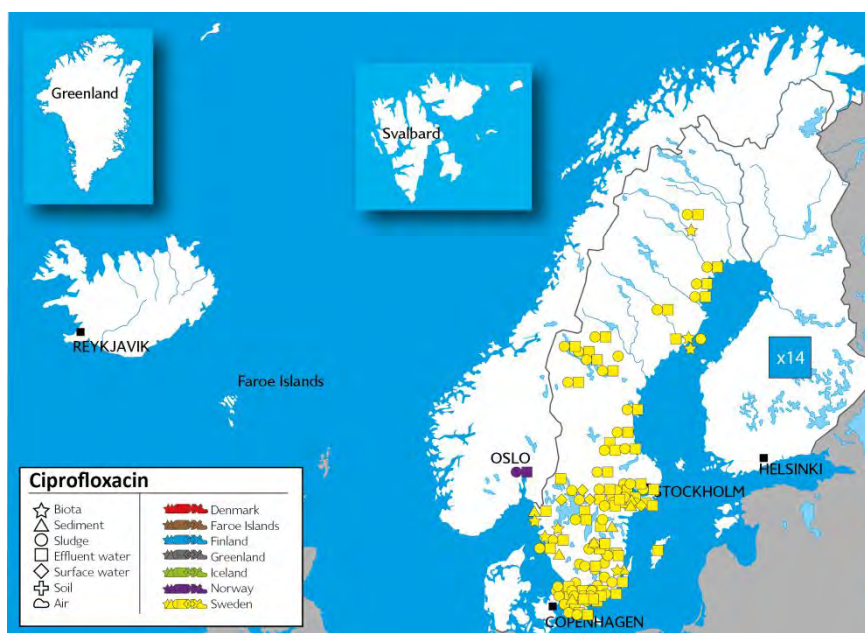 Greenland
Svalbard
REYKJAVIK
Faroe Islands
x14
OSLO
HELSINKI
STOCKHOLM
COPENHAGEN
Ciprofloxacin
Biota
Sediment
Sludge
Effluent water
Surface water
Soil
Air
Denmark
Faroe Islands
Finland
Greenland
Iceland
Norway
Sweden